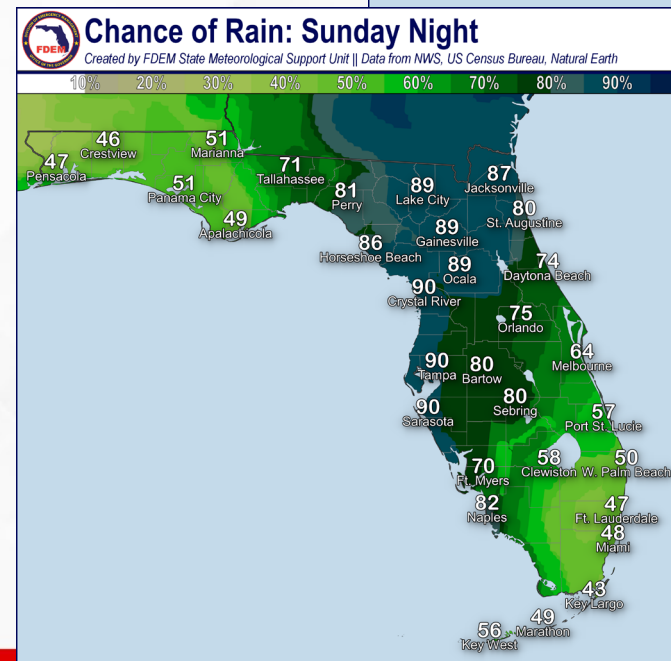 Chance of Rain: Sunday Night
Created by FDEM State Meteorological Support Unit || Data from NWS, US Census Bureau, Natural Earth
FDEM
10% 20% 30% 40% 50% 60% 70% 80% 90%
46
Crestview
51
Marianna
47
Pensacola
51
Panama City
49
Apalachicola
71
Tallahassee
81
Perry
89
Lake City
87
Jacksonville
80
St. Augustine
89
Gainesville
86
Horseshoe Beach
89
Ocala
74
Daytona Beach
90
Crystal River
75
Orlando
64
Melbourne
90
Tampa
80
Bartow
80
Sebring
90
Sarasota
57
Port St. Lucie
70
Ft. Myers
58
Clewiston
50
W. Palm Beach
82
Naples
47
Ft. Lauderdale
48
Miami
43
Key Largo
49
Marathon
56
Key West